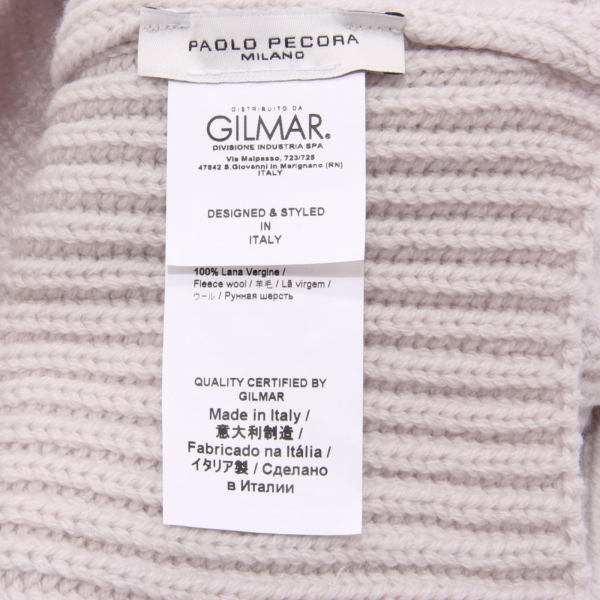 PAOLO PECORA
MILANO
DISTRIBUITO DA
GILMAR®
DIVISIONE INDUSTRIA SPA
Via Malpasso, 723/725
47842 S.Giovanni in Marignano (RN)
ITALY
DESIGNED & STYLED
IN
ITALY
100% Lana Vergine /
Fleece wool / 羊毛 / Lã virgem /
ウール / Рунная шерсть
QUALITY CERTIFIED BY
GILMAR
Made in Italy /
意大利制造 /
Fabricado na Itália /
イタリア製 / Сделано
в Италии